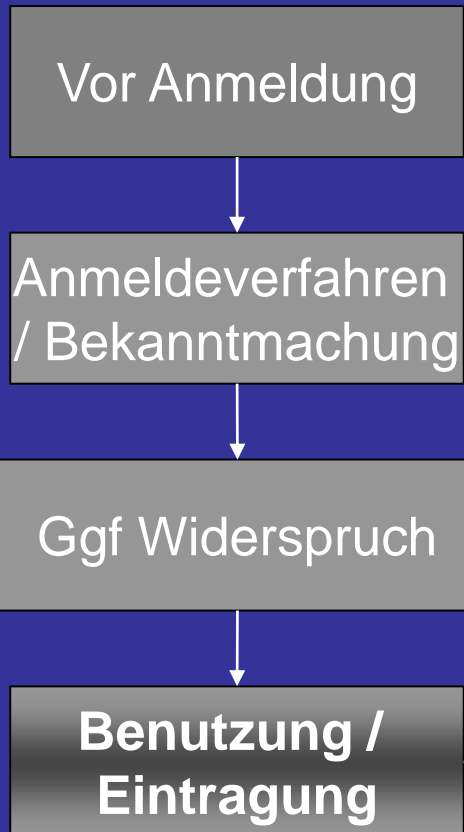 Vor Anmeldung
Anmeldeverfahren
/ Bekanntmachung
Ggf Widerspruch
Benutzung /
Eintragung